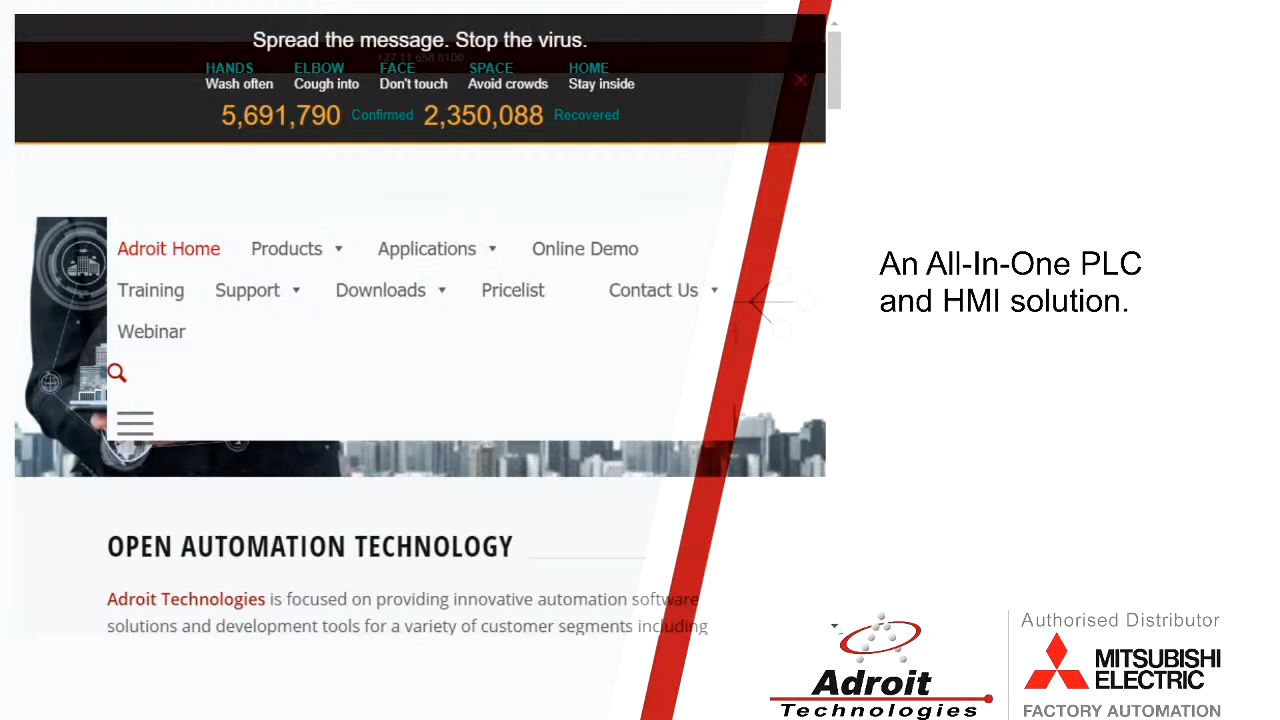 Spread the message. Stop the virus.
+27 11 658 8100
HANDS ELBOW FACE SPACE HOME
Wash often Cough into Don't touch Avoid crowds Stay inside
5,691,790 Confirmed 2,350,088 Recovered
Adroit Home Products Applications Online Demo
Training Support Downloads Pricelist Contact Us
Webinar
OPEN AUTOMATION TECHNOLOGY
Adroit Technologies is focused on providing innovative automation software
solutions and development tools for a variety of customer segments including
An All-In-One PLC
and HMI solution.
Adroit
Technologies
Authorised Distributor
MITSUBISHI
ELECTRIC
FACTORY AUTOMATION